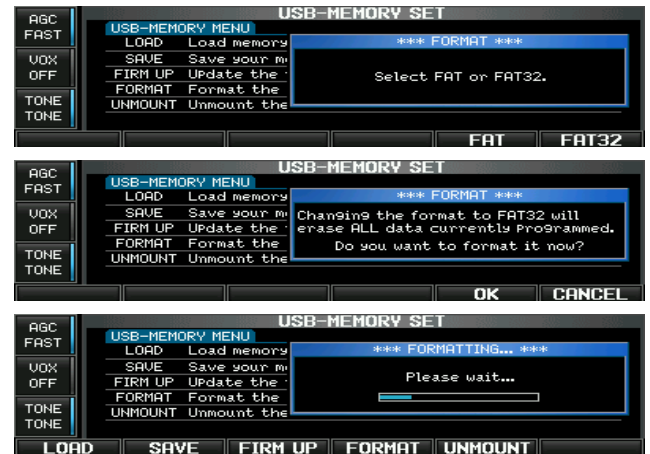 USB-MEMORY SET
AGC
FAST
VOX
OFF
TONE
TONE
USB-MEMORY MENU
LOAD Load memory
SAVE Save your m
FIRM UP Update the
FORMAT Format the
UNMOUNT Unmount the
*** FORMAT ***
Select FAT or FAT32.
FAT FAT32
USB-MEMORY SET
AGC
FAST
VOX
OFF
TONE
TONE
USB-MEMORY MENU
LOAD Load memory
SAVE Save your m
FIRM UP Update the
FORMAT Format the
UNMOUNT Unmount the
*** FORMAT ***
Changing the format to FAT32 will
erase ALL data currently programmed.
Do you want to format it now?
OK CANCEL
USB-MEMORY SET
AGC
FAST
VOX
OFF
TONE
TONE
USB-MEMORY MENU
LOAD Load memory
SAVE Save your m
FIRM UP Update the
FORMAT Format the
UNMOUNT Unmount the
*** FORMATTING... ***
Please wait...
LOAD SAVE FIRM UP FORMAT UNMOUNT